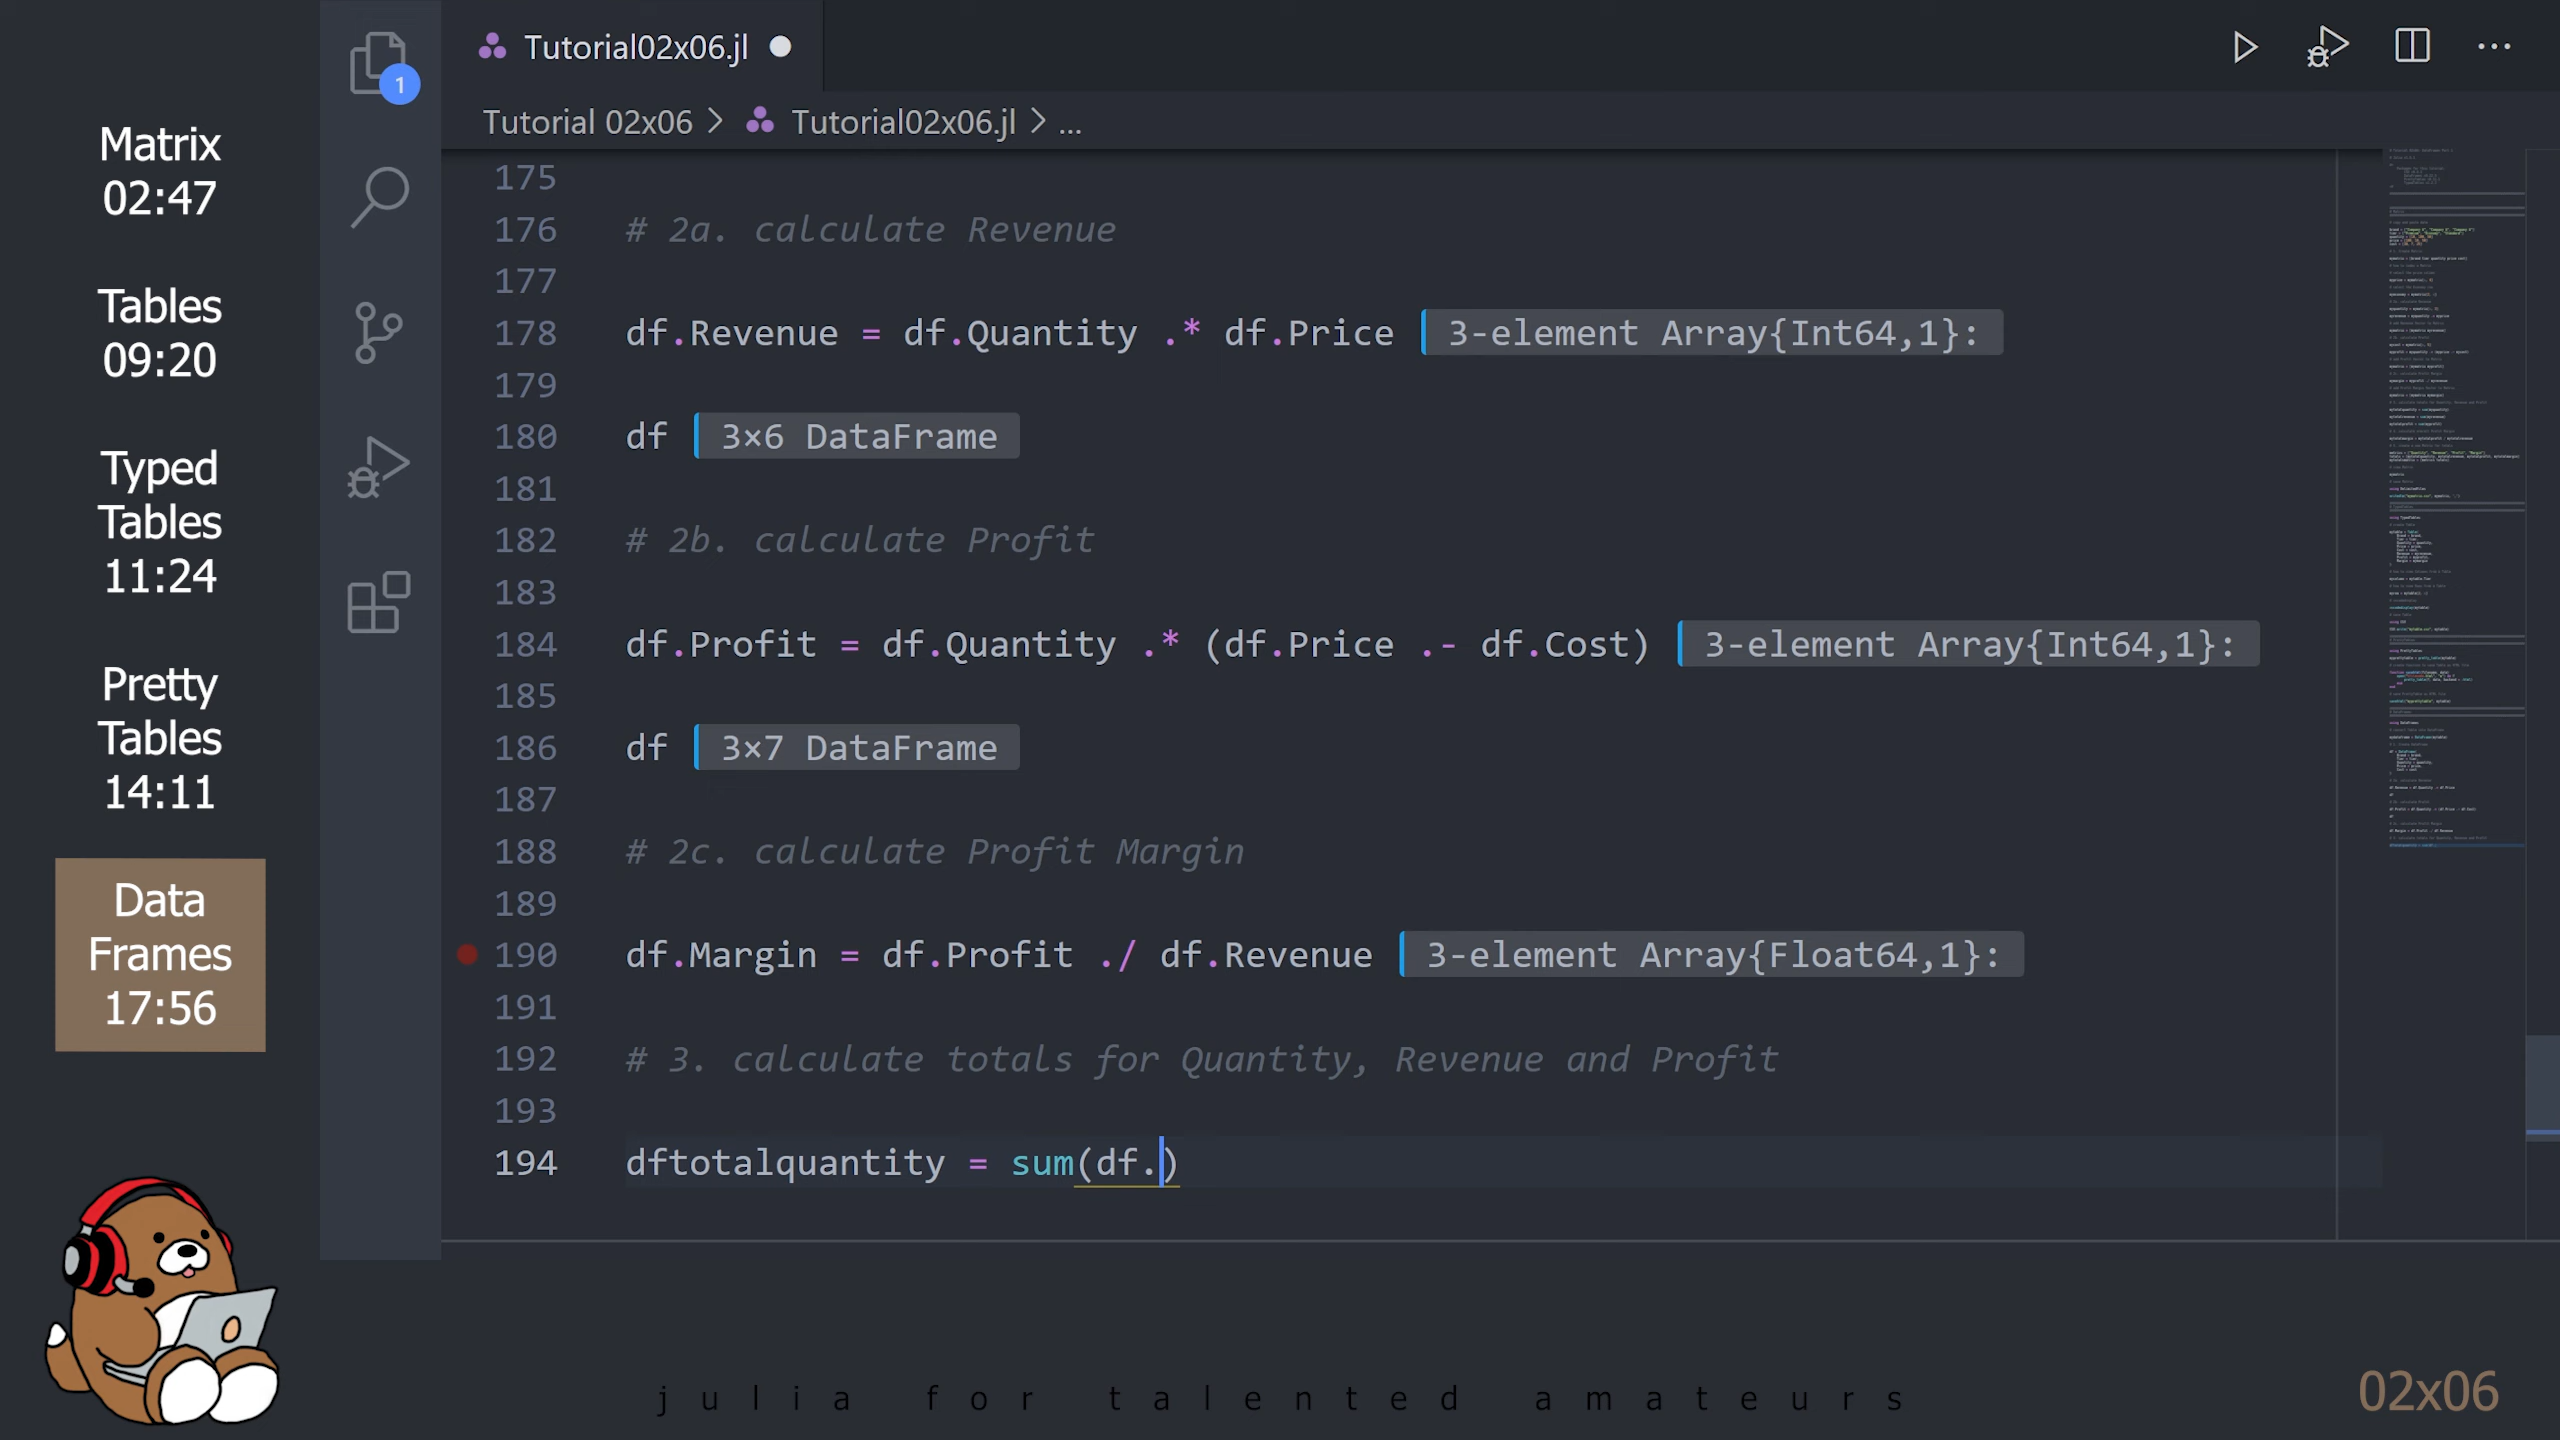 Matrix
02:47
Tables
09:20
Typed
Tables
11:24
Pretty
Tables
14:11
Data
Frames
17:56
1
Tutorial02x06.jl
Tutorial 02x06 > Tutorial02x06.jl > ...
175
176 # 2a. calculate Revenue
177
178 df.Revenue = df.Quantity .* df.Price 3-element Array{Int64,1}:
179
180 df 3×6 DataFrame
181
182 # 2b. calculate Profit
183
184 df.Profit = df.Quantity .* (df.Price .- df.Cost) 3-element Array{Int64,1}:
185
186 df 3×7 DataFrame
187
188 # 2c. calculate Profit Margin
189
190 df.Margin = df.Profit ./ df.Revenue 3-element Array{Float64,1}:
191
192 # 3. calculate totals for Quantity, Revenue and Profit
193
194 dftotalquantity = sum(df.)
julia for talented amateurs
02x06